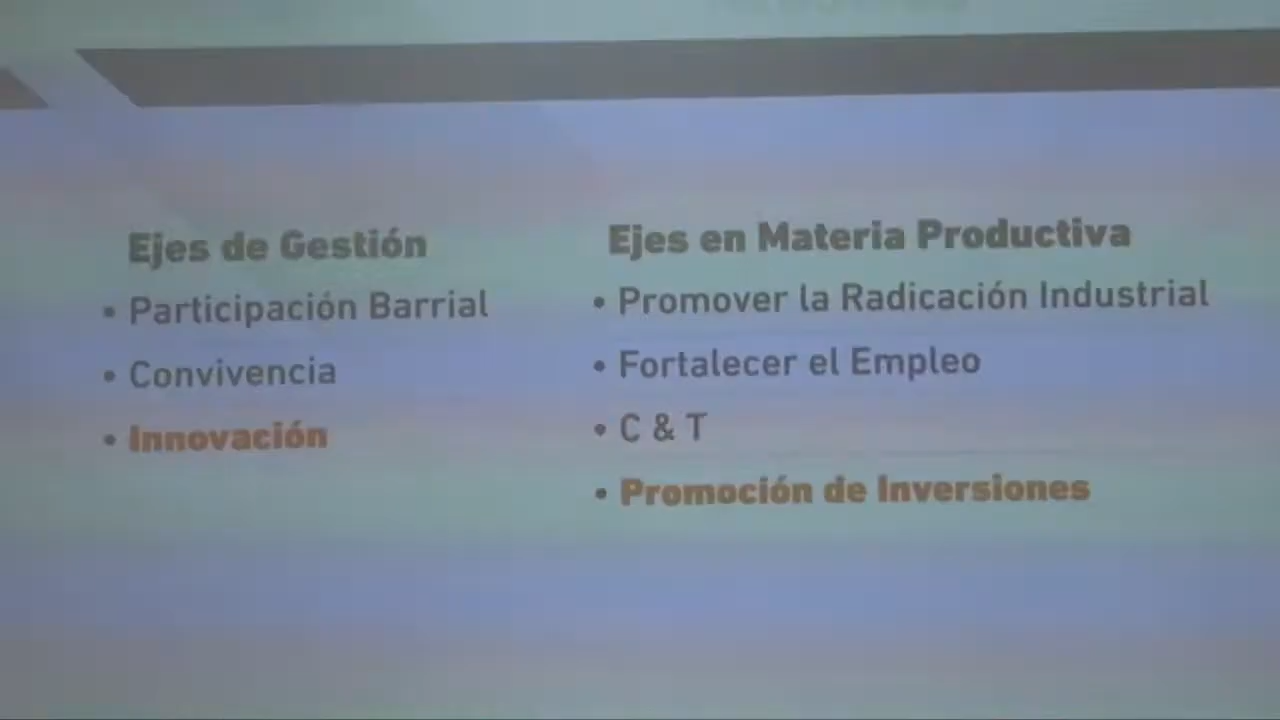 Ejes de Gestión
• Participación Barrial
• Convivencia
• Innovación
Ejes en Materia Productiva
• Promover la Radicación Industrial
• Fortalecer el Empleo
• C & T
• Promoción de Inversiones